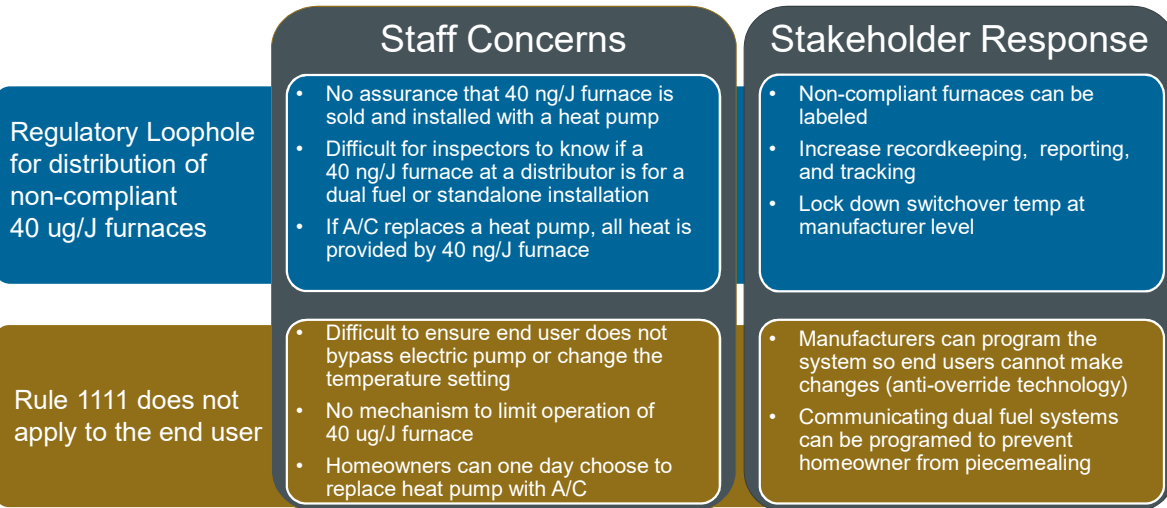 Staff Concerns
Stakeholder Response
Regulatory Loophole
for distribution of
non-compliant
40 ug/J furnaces
• No assurance that 40 ng/J furnace is
sold and installed with a heat pump
• Difficult for inspectors to know if a
40 ng/J furnace at a distributor is for a
dual fuel or standalone installation
• If A/C replaces a heat pump, all heat is
provided by 40 ng/J furnace
• Non-compliant furnaces can be
labeled
• Increase recordkeeping, reporting,
and tracking
• Lock down switchover temp at
manufacturer level
Rule 1111 does not
apply to the end user
• Difficult to ensure end user does not
bypass electric pump or change the
temperature setting
• No mechanism to limit operation of
40 ug/J furnace
• Homeowners can one day choose to
replace heat pump with A/C
• Manufacturers can program the
system so end users cannot make
changes (anti-override technology)
• Communicating dual fuel systems
can be programed to prevent
homeowner from piecemealing